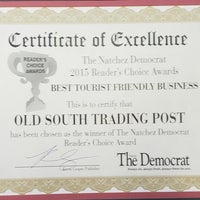 Certificate of Excellence
READER'S
CHOICE
AWARDS
The Natchez Democrat
2015 Reader's Choice Awards
BEST TOURIST FRIENDLY BUSINESS
This is to certify that
OLD SOUTH TRADING POST
has been chosen as the winner of The Natchez Democrat
Reader's Choice Award
The Democrat
Publisher